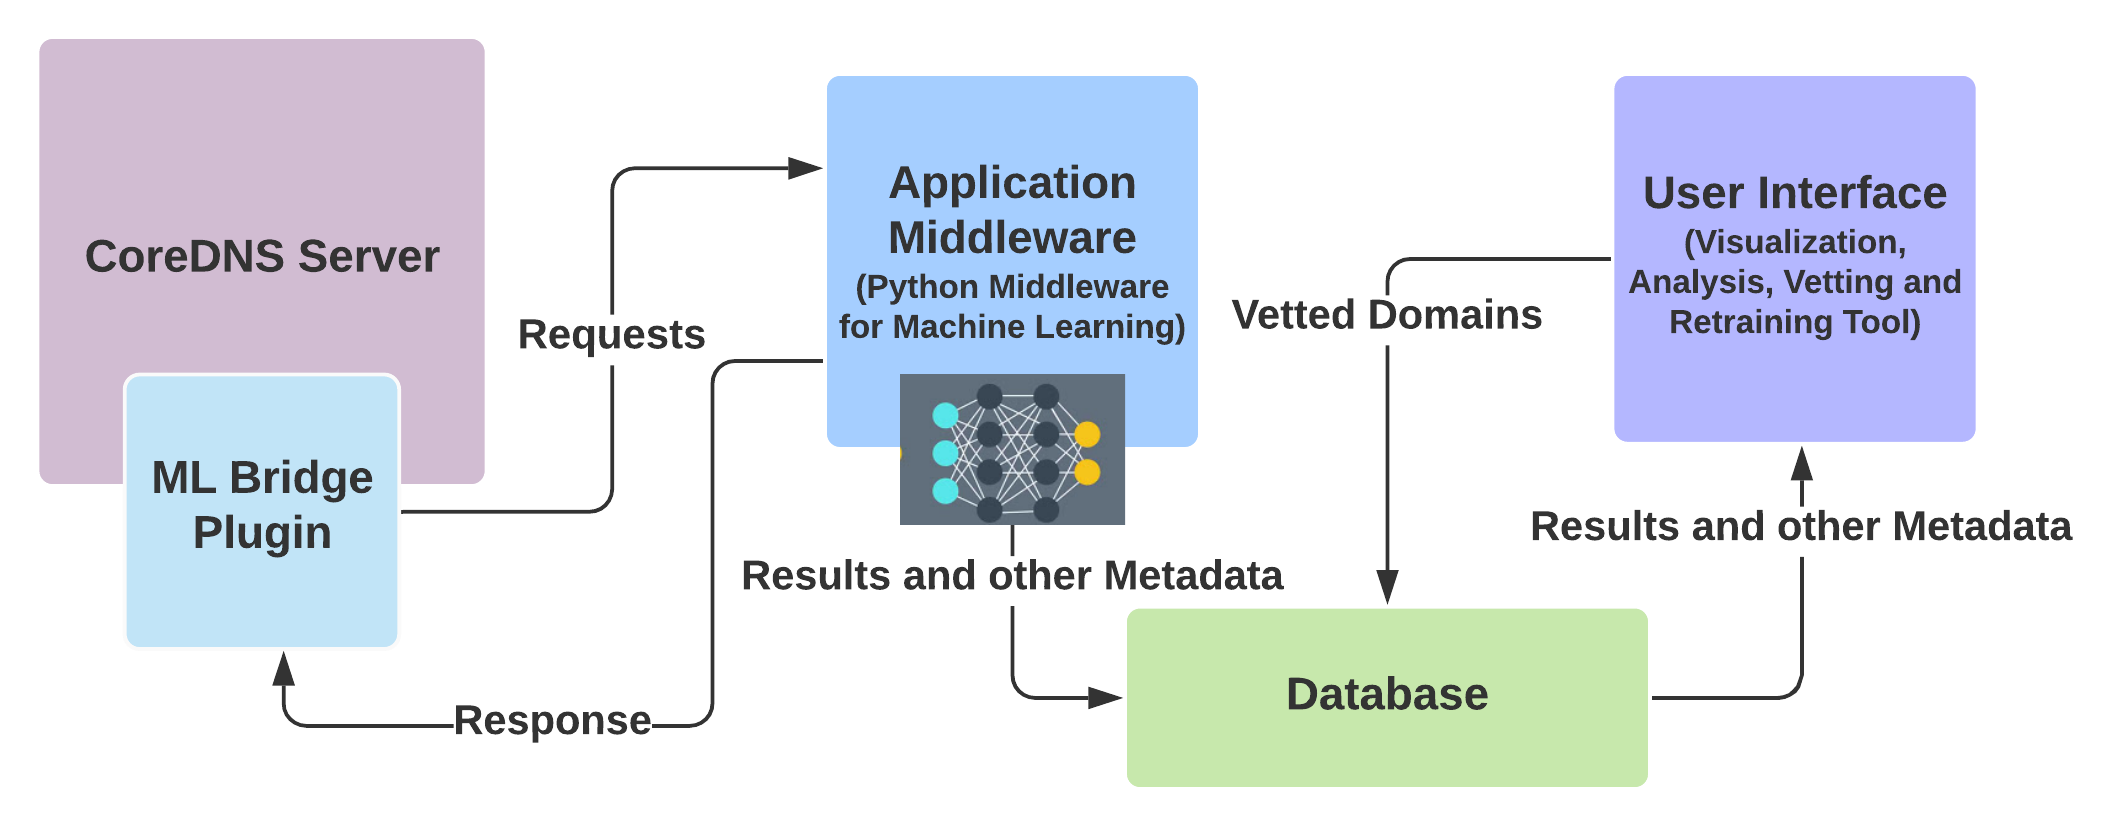 CoreDNS Server
ML Bridge
Plugin
Requests
Response
Application
Middleware
(Python Middleware
for Machine Learning)
Results and other Metadata
Vetted Domains
Database
User Interface
(Visualization,
Analysis, Vetting and
Retraining Tool)
Results and other Metadata